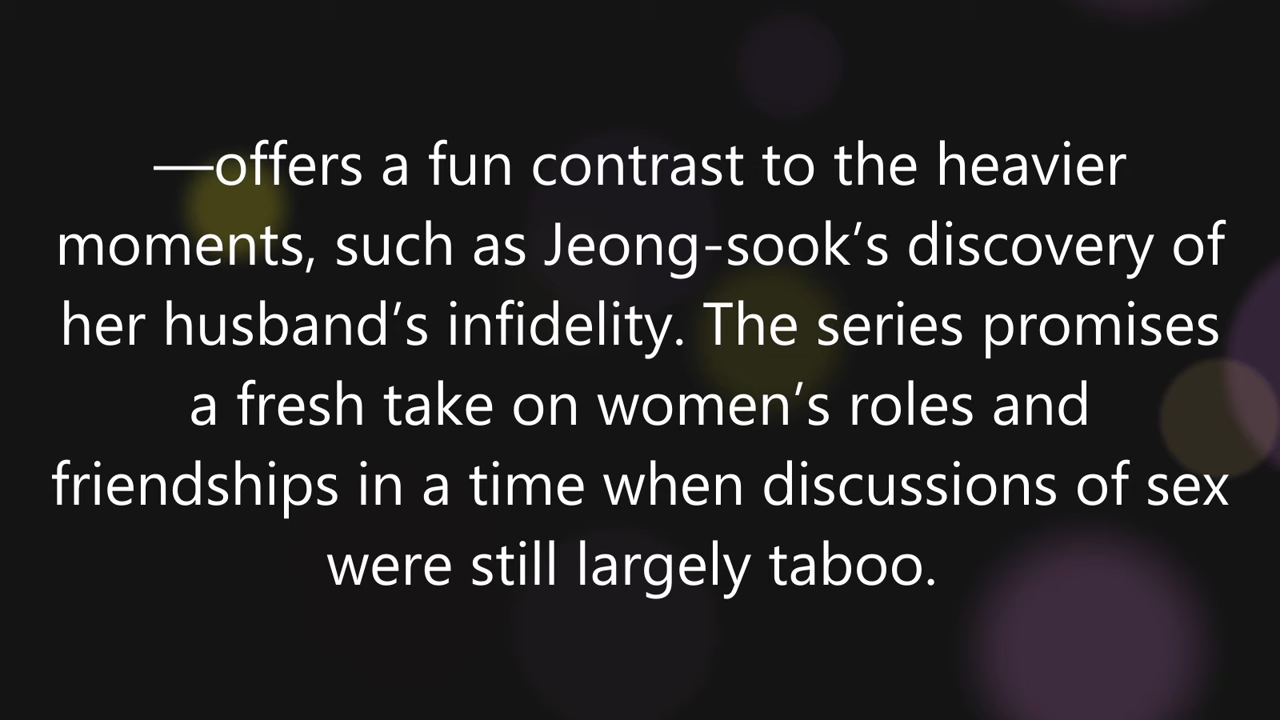 —offers a fun contrast to the heavier
moments, such as Jeong-sook’s discovery of
her husband’s infidelity. The series promises
a fresh take on women’s roles and
friendships in a time when discussions of sex
were still largely taboo.